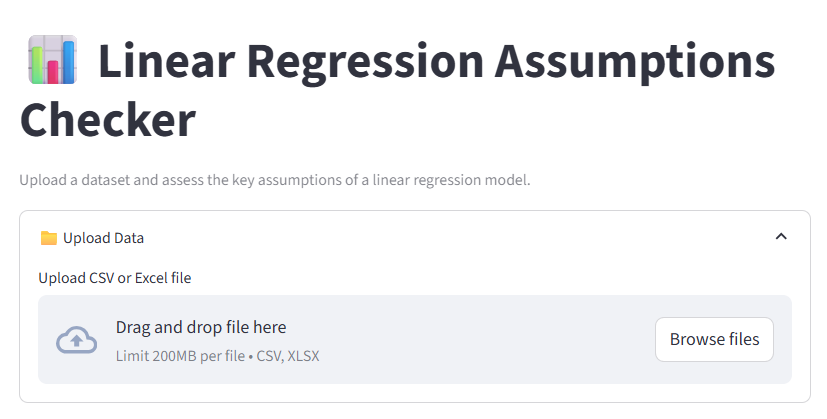 Linear Regression Assumptions
Checker
Upload a dataset and assess the key assumptions of a linear regression model.
Upload Data
Upload CSV or Excel file
Drag and drop file here
Limit 200MB per file • CSV, XLSX
Browse files